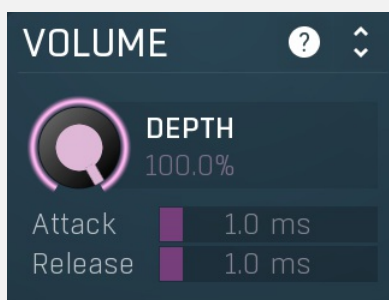 VOLUME ?
DEPTH
100.0%
Attack 1.0 ms
Release 1.0 ms